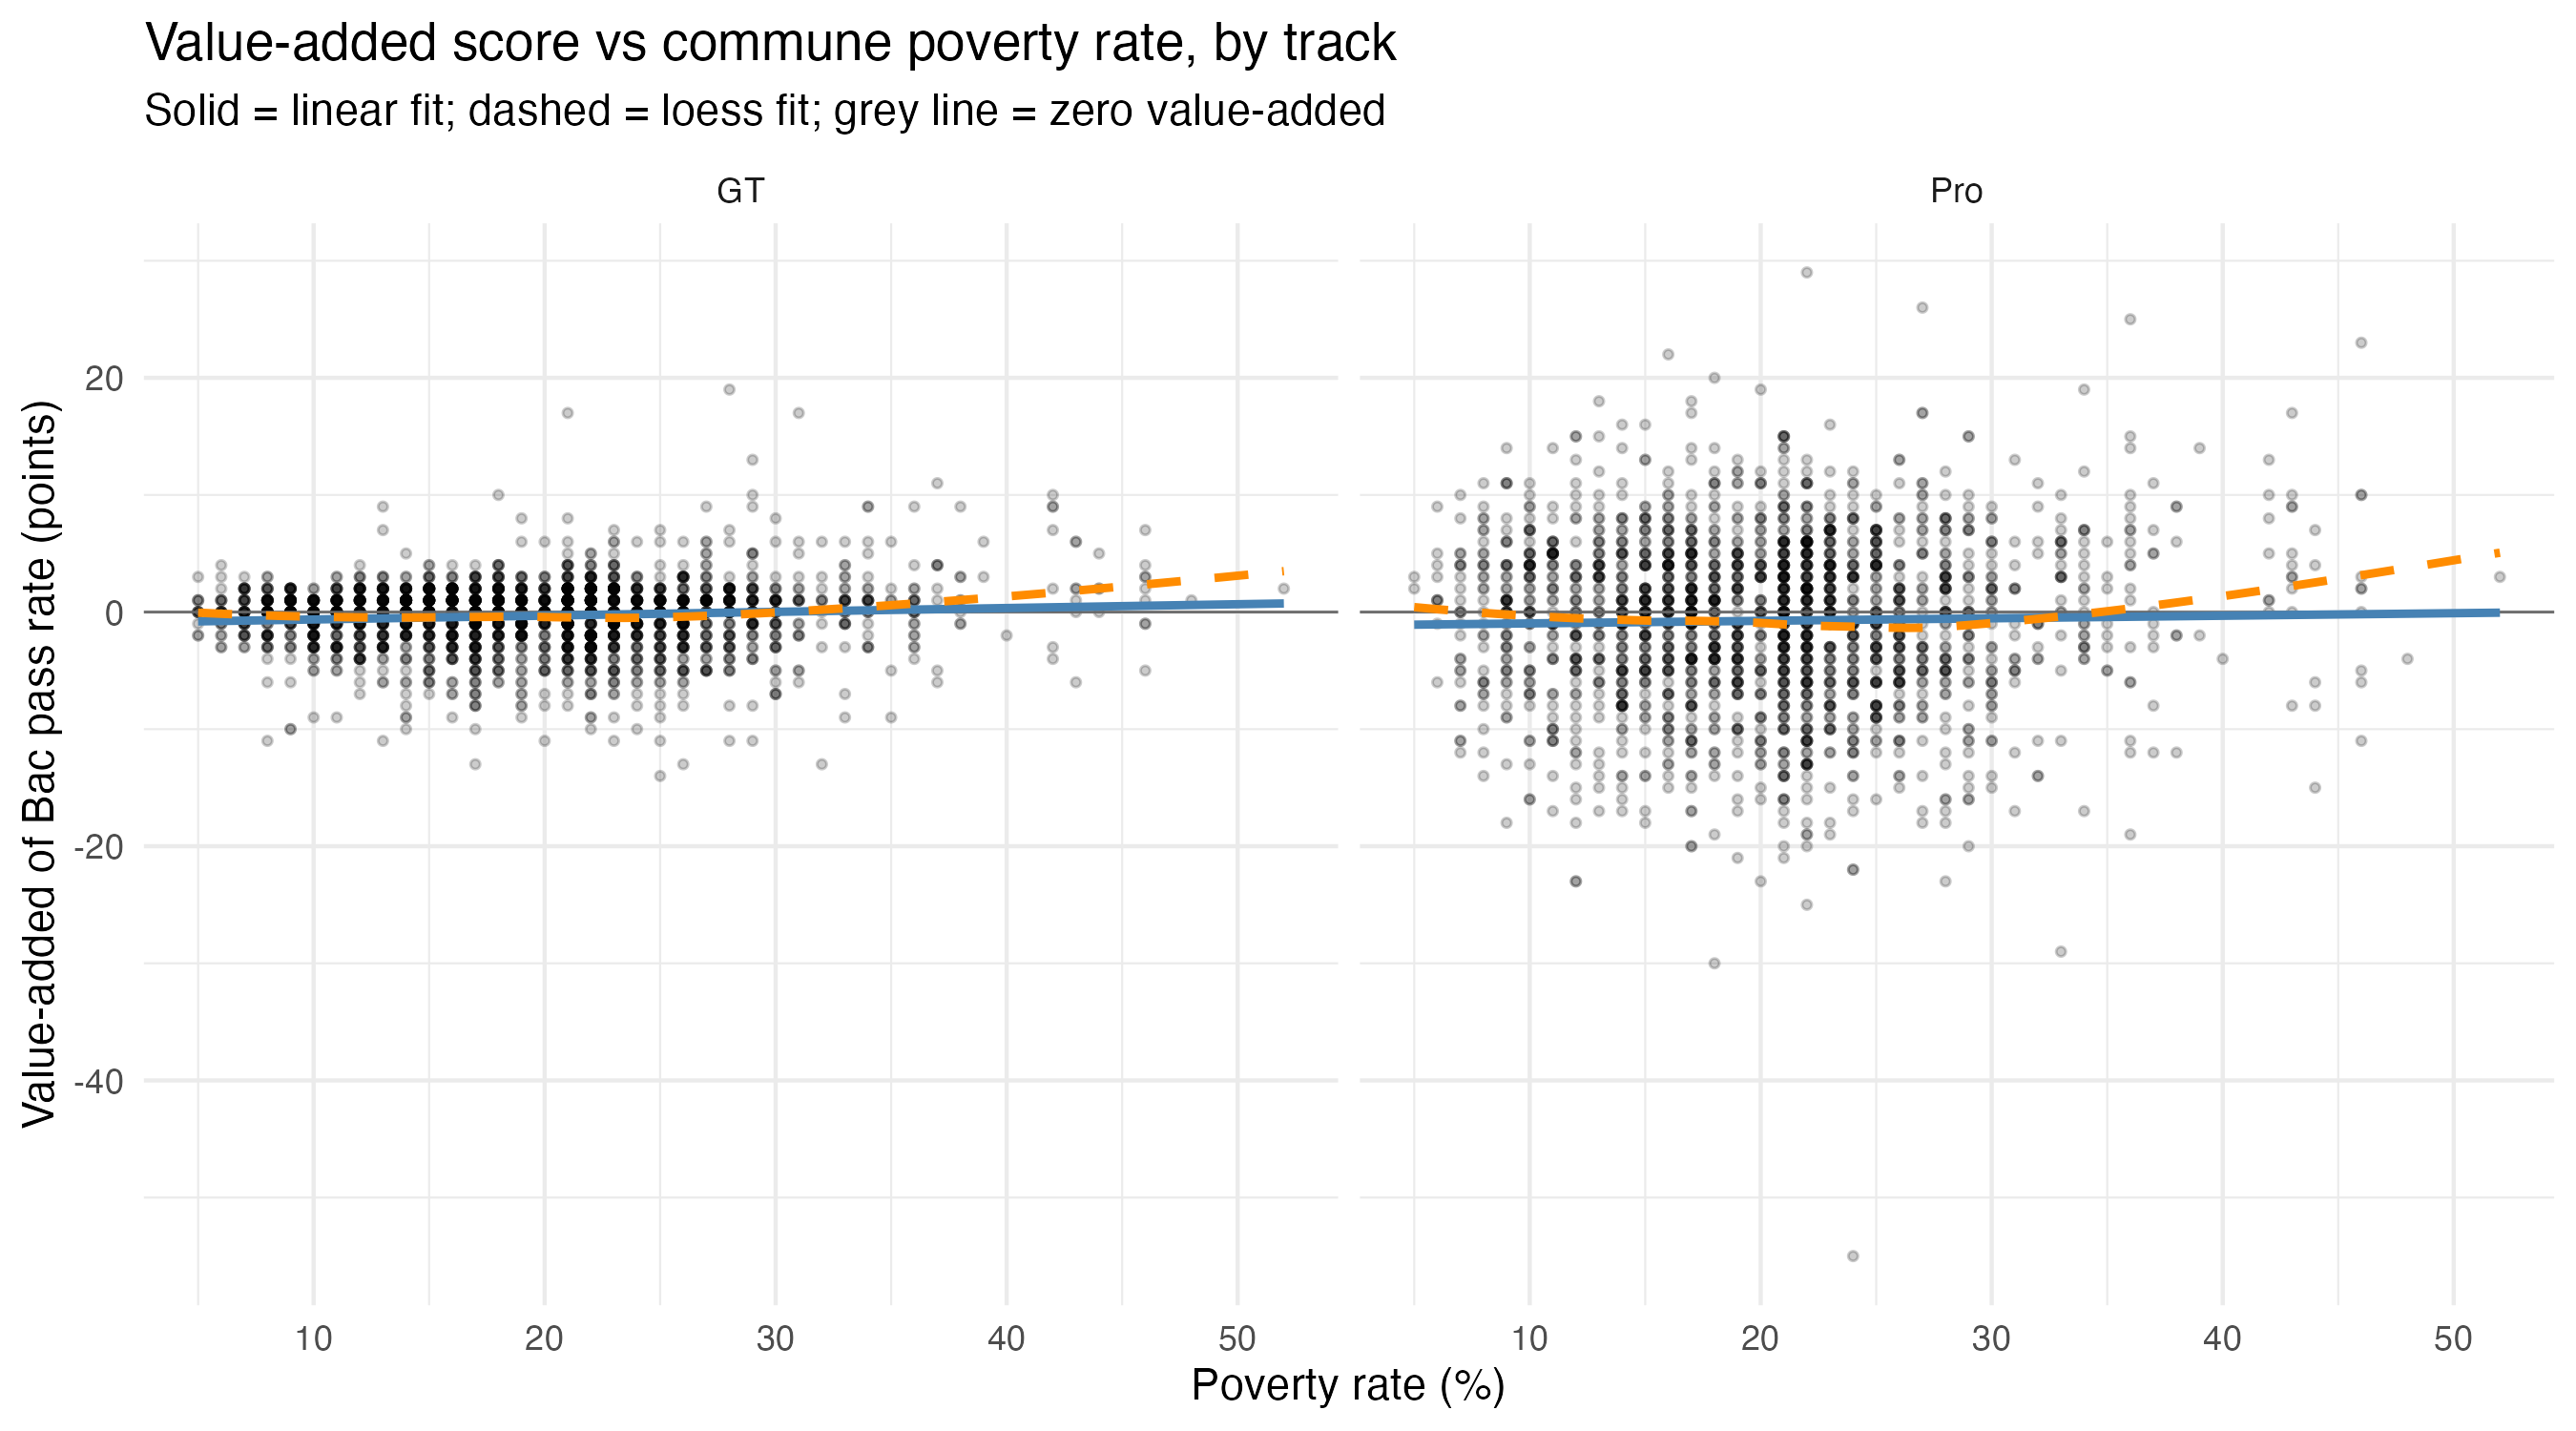 Value-added score vs commune poverty rate, by track
Solid = linear fit; dashed = loess fit; grey line = zero value-added
GT
Pro
Value-added of Bac pass rate (points)
20
0
-20
-40
10
20
30
40
50
10
20
30
40
50
Poverty rate (%)